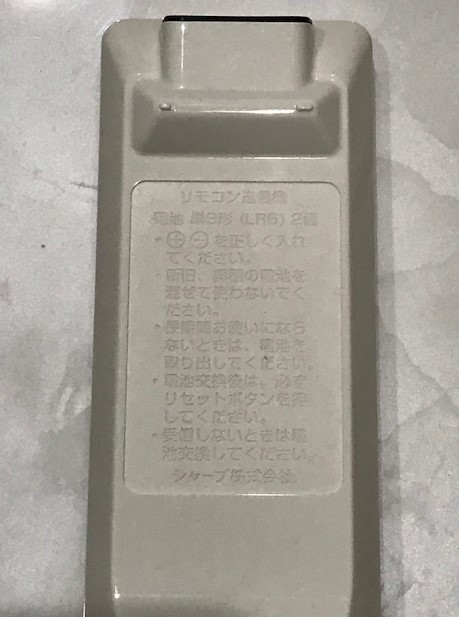 リモコン送信機
電池 単3形 (LR6) 2個
・⊕⊖を正しく入れ
てください。
・新旧、異種の電池を
混ぜて使わないでく
ださい。
・長期間お使いになら
ないときは、電池を
取り出してください。
・電池交換後は、必ず
リセットボタンを押
してください。
・受信しないときは電
池交換してください。
シャープ株式会社